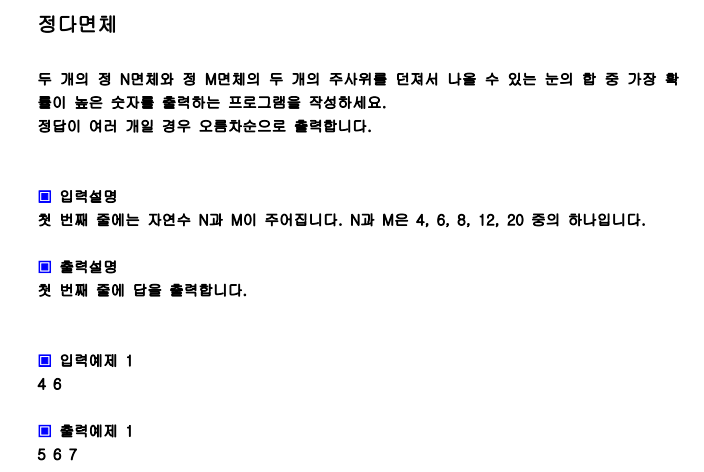 정다면체
두 개의 정 N면체와 정 M면체의 두 개의 주사위를 던져서 나올 수 있는 눈의 합 중 가장 확
률이 높은 숫자를 출력하는 프로그램을 작성하세요.
정답이 여러 개일 경우 오름차순으로 출력합니다.
▣ 입력설명
첫 번째 줄에는 자연수 N과 M이 주어집니다. N과 M은 4, 6, 8, 12, 20 중의 하나입니다.
▣ 출력설명
첫 번째 줄에 답을 출력합니다.
▣ 입력예제 1
4 6
▣ 출력예제 1
5 6 7